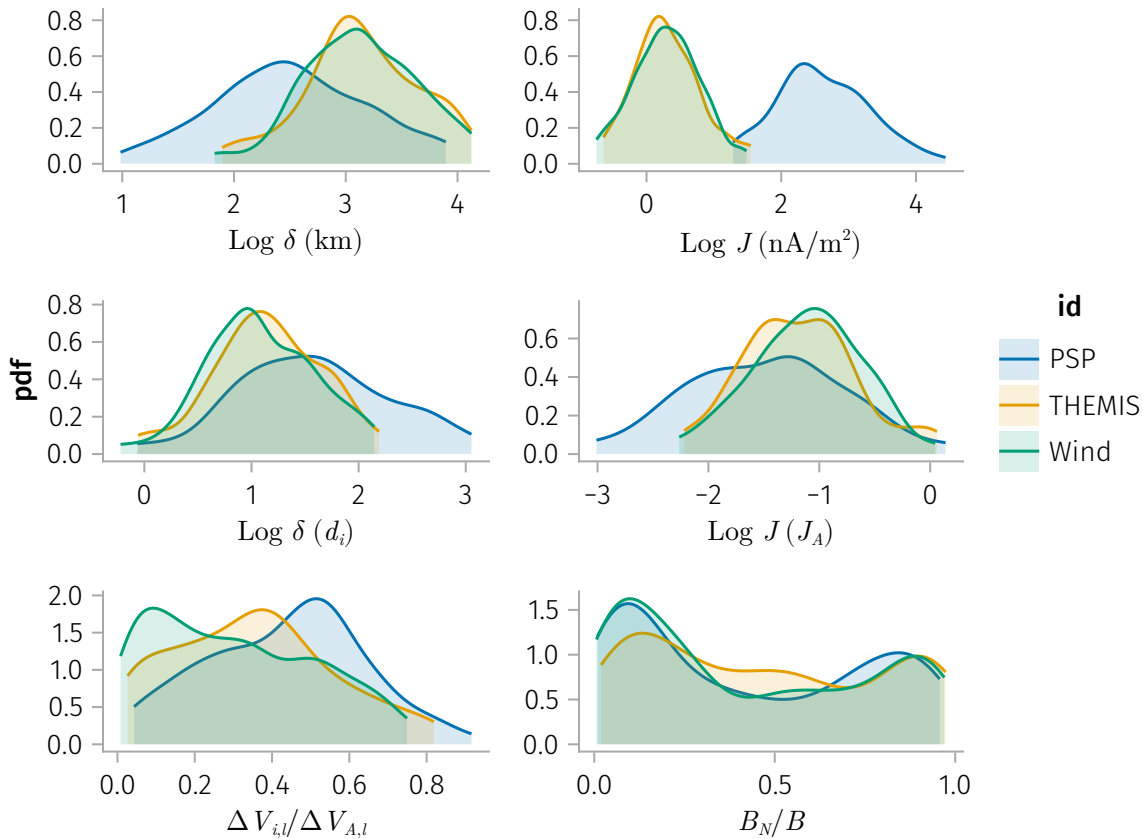 0.8
0.6
0.4
0.2
0.0
1 2 3 4
Log δ (km)
0.8
0.6
0.4
0.2
0.0
0 2 4
Log J (nA/m²)
pdf
0.8
0.6
0.4
0.2
0.0
0 1 2 3
Log δ (dᵢ)
0.6
0.4
0.2
0.0
−3 −2 −1 0
Log J (J_A)
id
PSP
THEMIS
Wind
2.0
1.5
1.0
0.5
0.0
0.0 0.2 0.4 0.6 0.8
Δ V_{i,l}/Δ V_{A,l}
1.5
1.0
0.5
0.0
0.0 0.5 1.0
B_N/B